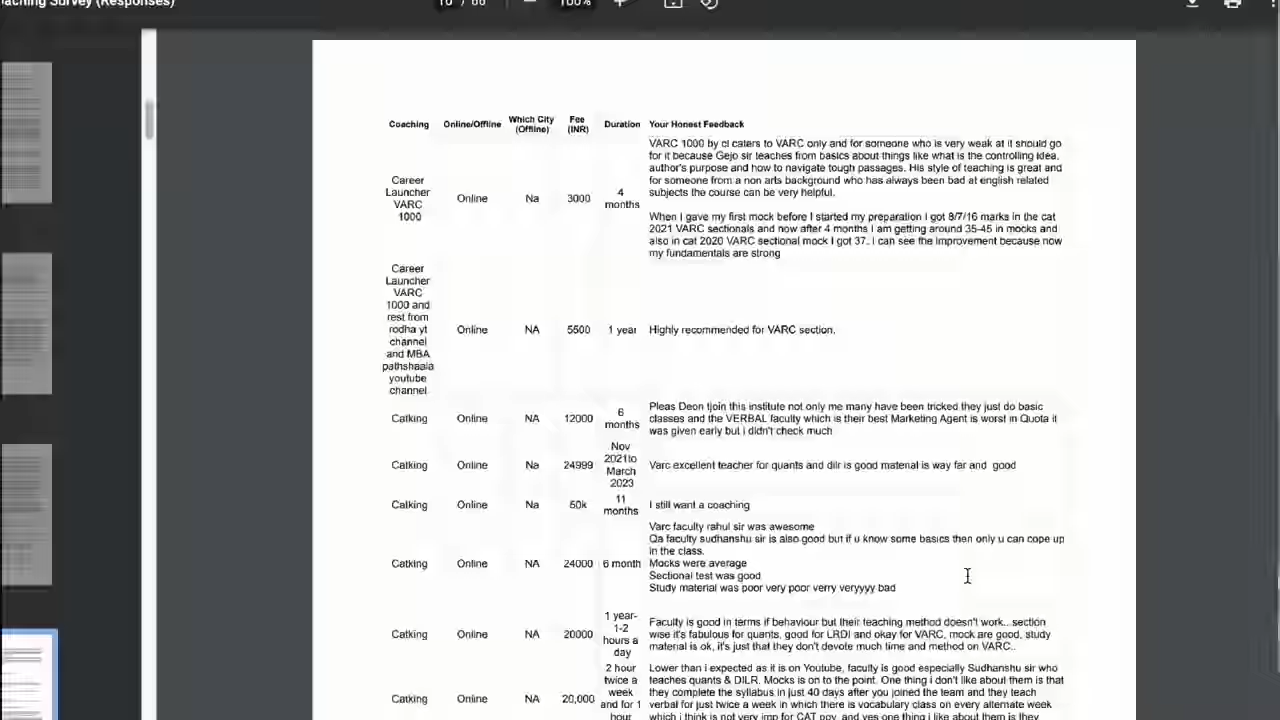 aching Survey (Responses)
10 / 66
100%
Coaching Online/Offline Which City (Offline) Fee (INR) Duration Your Honest Feedback
Career Launcher VARC 1000 Online Na 3000 4 months
VARC 1000 by cl caters to VARC only and for someone who is very weak at it should go
for it because Gejo sir teaches from basics about things like what is the controlling idea,
author's purpose and how to navigate tough passages. His style of teaching is great and
for someone from a non arts background who has always been bad at english related
subjects the course can be very helpful.
When i gave my first mock before I started my preparation I got 8/7/16 marks in the cat
2021 VARC sectionals and now after 4 months I am getting around 35-45 in mocks and
also in cat 2020 VARC sectional mock I got 37. I can see the improvement because now
my fundamentals are strong
Career
Launcher
VARC
1000 and
rest from
rodha yt
channel
and MBA
pathshaala
youtube
channel
Online NA 5500 1 year Highly recommended for VARC section.
Catking Online NA 12000 6 months
Pleas Deon tjoin this institute not only me many have been tricked they just do basic
classes and the VERBAL faculty which is their best Marketing Agent is worst in Quota it
was given early but i didn't check much
Catking Online Na 24999 Nov 2021to March 2023 Varc excellent teacher for quants and dilr is good material is way far and good
Catking Online Na 50k 11 months I still want a coaching
Catking Online NA 24000 6 month
Varc faculty rahul sir was awesome
Qa faculty sudhanshu sir is also good but if u know some basics then only u can cope up
in the class.
Mocks were average
Sectional test was good
Study material was poor very poor verry veryyyy bad
Catking Online NA 20000 1 year- 1-2 hours a day
Faculty is good in terms if behaviour but their teaching method doesn't work...section
wise it's fabulous for quants, good for LRDI and okay for VARC, mock are good, study
material is ok, it's just that they don't devote much time and method on VARC..
Catking Online NA 20,000 2 hour twice a week and for 1 hour
Lower than i expected as it is on Youtube, faculty is good especially Sudhanshu sir who
teaches quants & DILR. Mocks is on to the point. One thing i don't like about them is that
they complete the syllabus in just 40 days after you joined the team and they teach
verbal for just twice a week in which there is vocabulary class on every alternate week
which i think is not very imp for CAT pov, and yes one thing i like about them is they